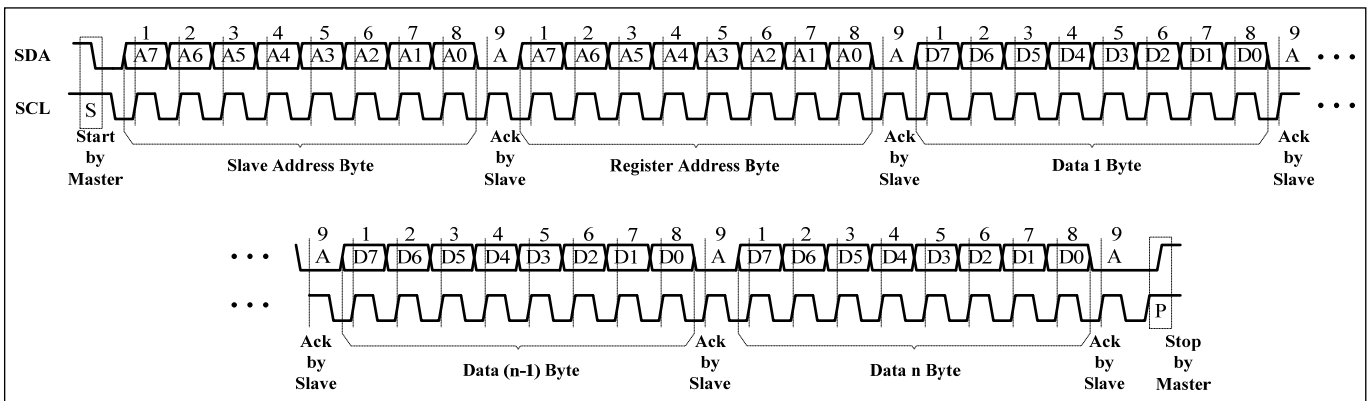 1 2 3 4 5 6 7 8 9 1 2 3 4 5 6 7 8 9 1 2 3 4 5 6 7 8 9
SDA A7 A6 A5 A4 A3 A2 A1 A0 A A7 A6 A5 A4 A3 A2 A1 A0 A D7 D6 D5 D4 D3 D2 D1 D0 A • • •
SCL S • • •
Start by Master
Slave Address Byte
Ack by Slave
Register Address Byte
Ack by Slave
Data 1 Byte
Ack by Slave
9 1 2 3 4 5 6 7 8 9 1 2 3 4 5 6 7 8 9
• • • A D7 D6 D5 D4 D3 D2 D1 D0 A D7 D6 D5 D4 D3 D2 D1 D0 A
• • • P
Ack by Slave
Data (n-1) Byte
Ack by Slave
Data n Byte
Ack by Slave
Stop by Master